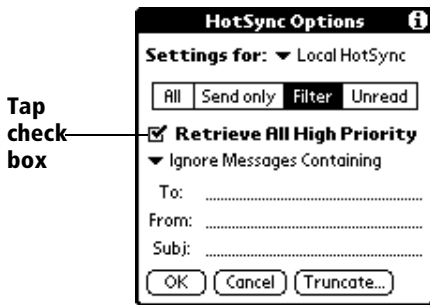 HotSync Options i
Settings for: Local HotSync
All Send only Filter Unread
Tap
check
box
Retrieve All High Priority
Ignore Messages Containing
To:
From:
Subj:
OK Cancel Truncate...